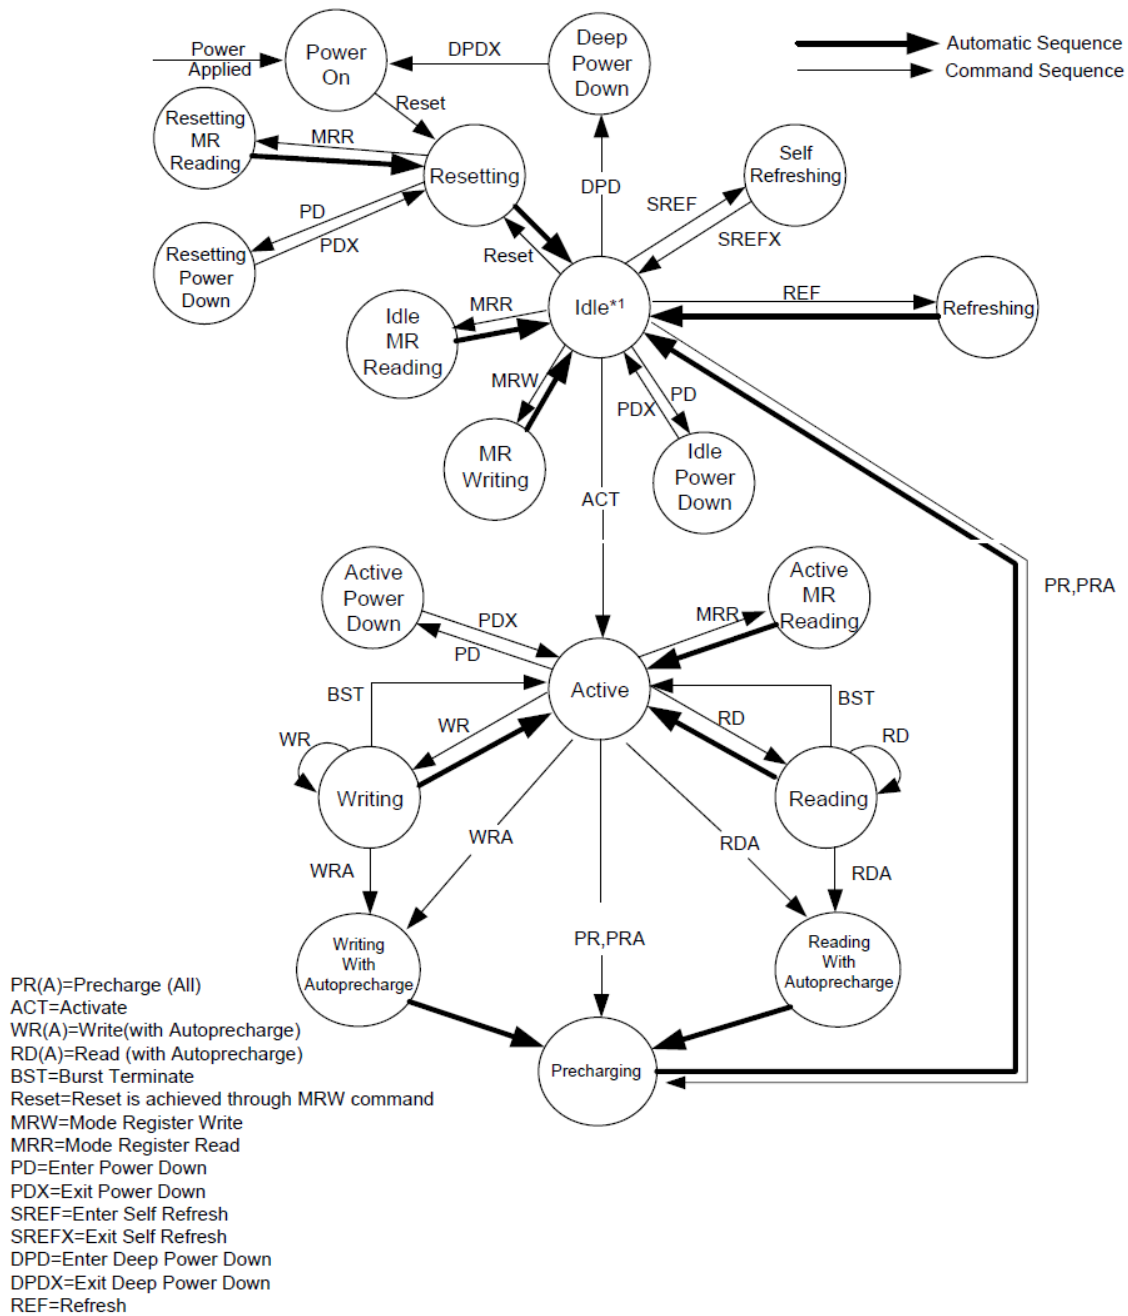 Power
Applied
Power
On
DPDX
Deep
Power
Down
Automatic Sequence
Command Sequence
Reset
Resetting
MR
Reading
MRR
Resetting
DPD
Self
Refreshing
SREF
SREFX
PD
PDX
Resetting
Power
Down
Reset
Idle*1
REF
Refreshing
Idle
MR
Reading
MRR
MRW
PD
PDX
MR
Writing
Idle
Power
Down
ACT
PR,PRA
Active
Power
Down
PDX
PD
MRR
Active
MR
Reading
Active
BST
BST
WR
WR
RD
RD
Writing
Reading
WRA
WRA
RDA
RDA
Writing
With
Autoprecharge
PR,PRA
Reading
With
Autoprecharge
Precharging
PR(A)=Precharge (All)
ACT=Activate
WR(A)=Write(with Autoprecharge)
RD(A)=Read (with Autoprecharge)
BST=Burst Terminate
Reset=Reset is achieved through MRW command
MRW=Mode Register Write
MRR=Mode Register Read
PD=Enter Power Down
PDX=Exit Power Down
SREF=Enter Self Refresh
SREFX=Exit Self Refresh
DPD=Enter Deep Power Down
DPDX=Exit Deep Power Down
REF=Refresh